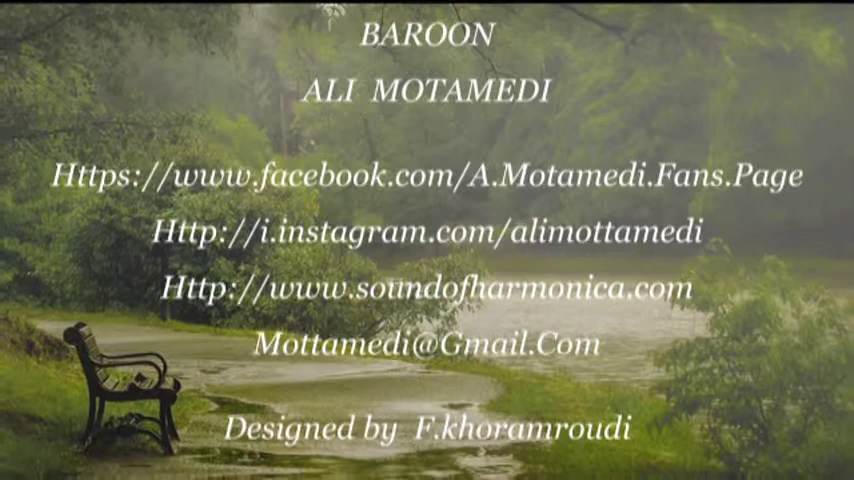 BAROON
ALI MOTAMEDI
Https://www.facebook.com/A.Motamedi.Fans.Page
Http://i.instagram.com/alimottamedi
Http://www.soundofharmonica.com
Mottamedi@Gmail.Com
Designed by F.khoramroudi